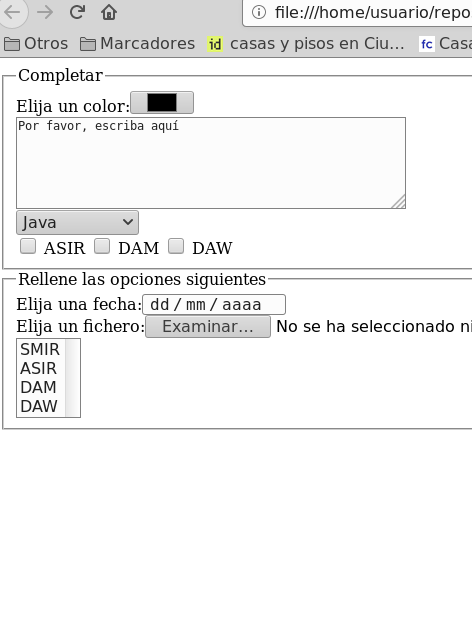 file:///home/usuario/repo
Otros Marcadores casas y pisos en Ciu... Casa
Completar
Elija un color:
Por favor, escriba aquí
Java
ASIR DAM DAW
Rellene las opciones siguientes
Elija una fecha: dd/mm/aaaa
Elija un fichero: Examinar... No se ha seleccionado ni
SMIR
ASIR
DAM
DAW